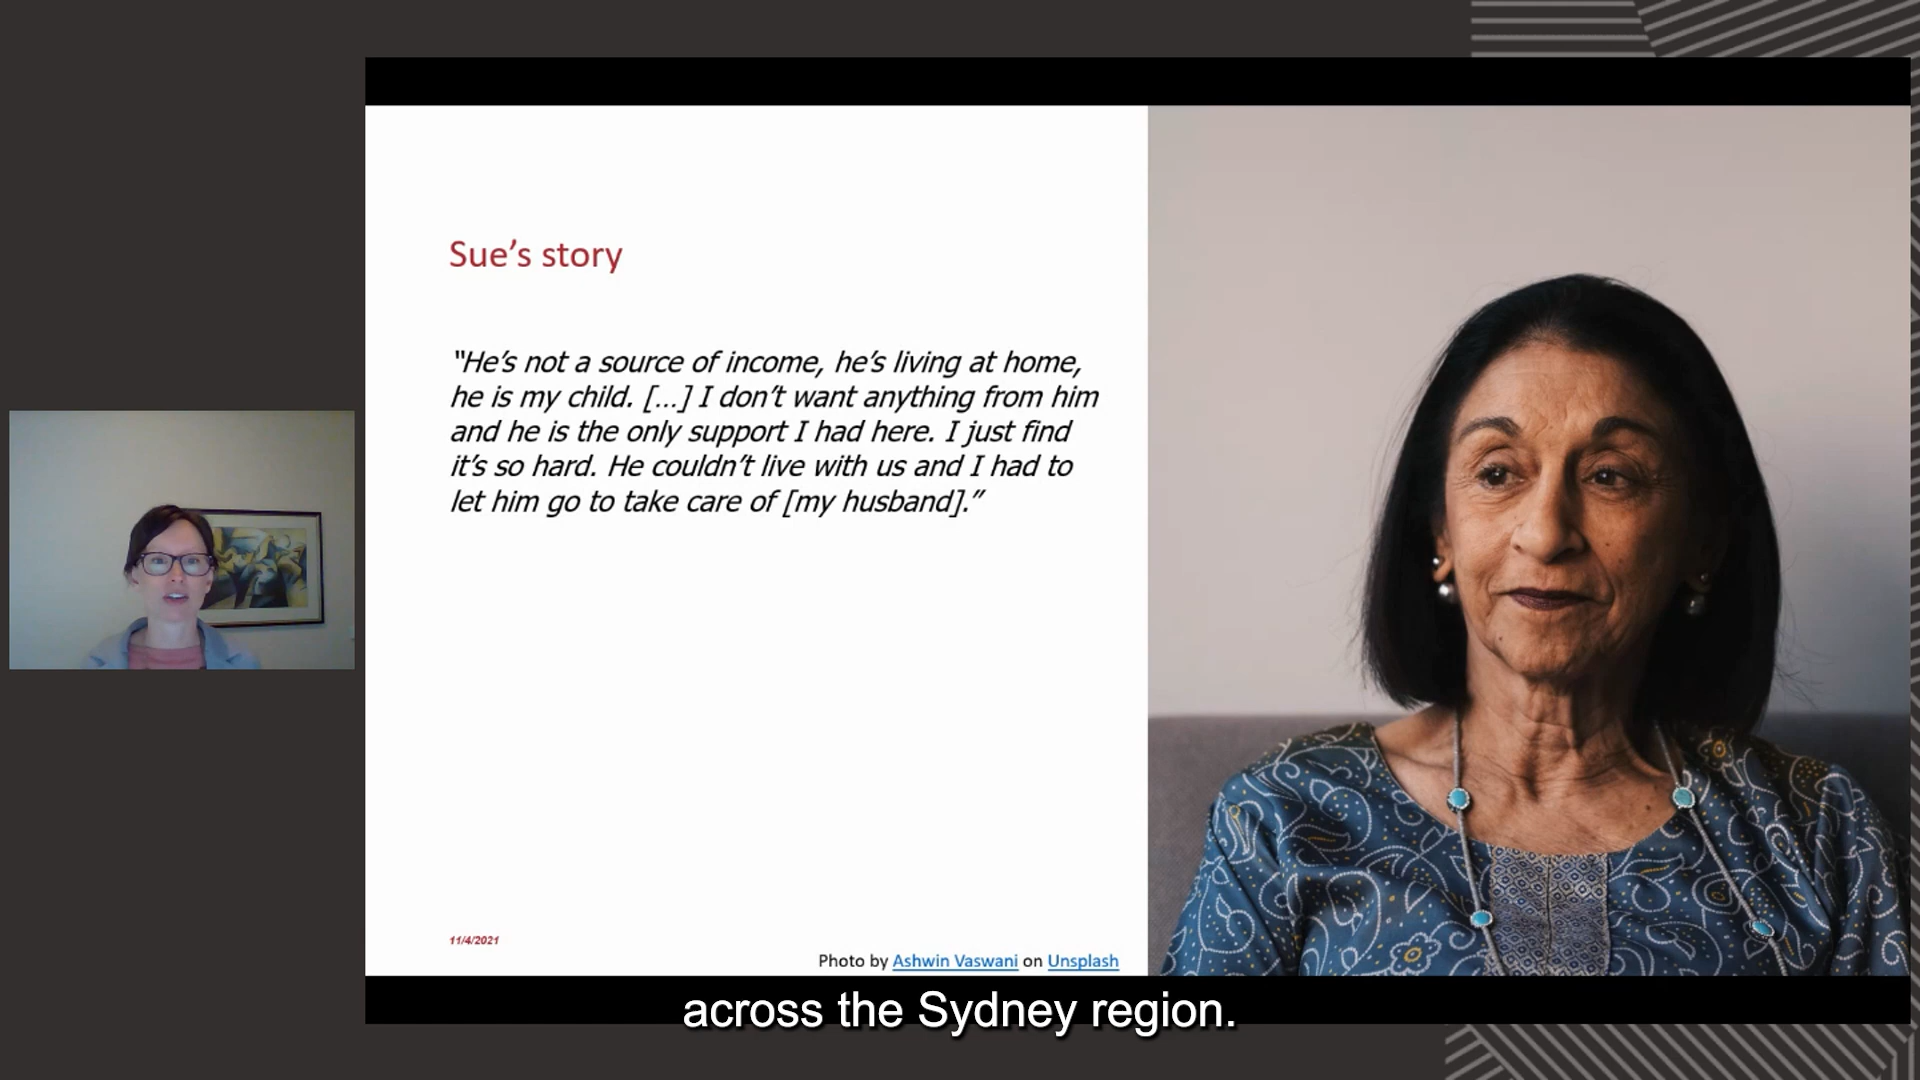 Sue’s story
“He’s not a source of income, he’s living at home,
he is my child. [...] I don’t want anything from him
and he is the only support I had here. I just find
it’s so hard. He couldn’t live with us and I had to
let him go to take care of [my husband].”
11/4/2021
Photo by Ashwin Vaswani on Unsplash
across the Sydney region.